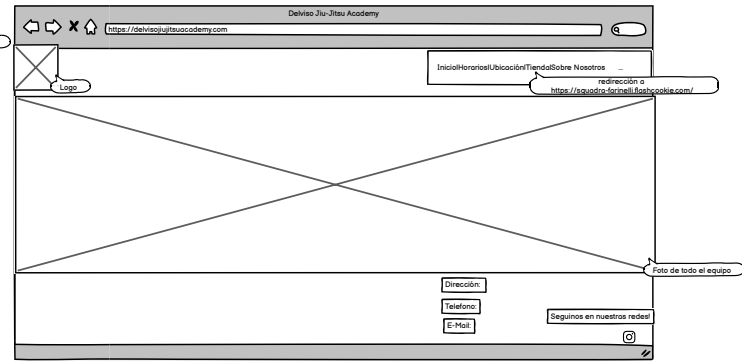 Delviso Jiu-Jitsu Academy
https://delvisojiujitsuacademy.com
Logo
Inicio|Horarios|Ubicación|Tienda|Sobre Nosotros ...
redirección a
https://squadra-farinelli.flashcookie.com/
Foto de todo el equipo
Dirección:
Telefono:
E-Mail:
Seguinos en nuestras redes!